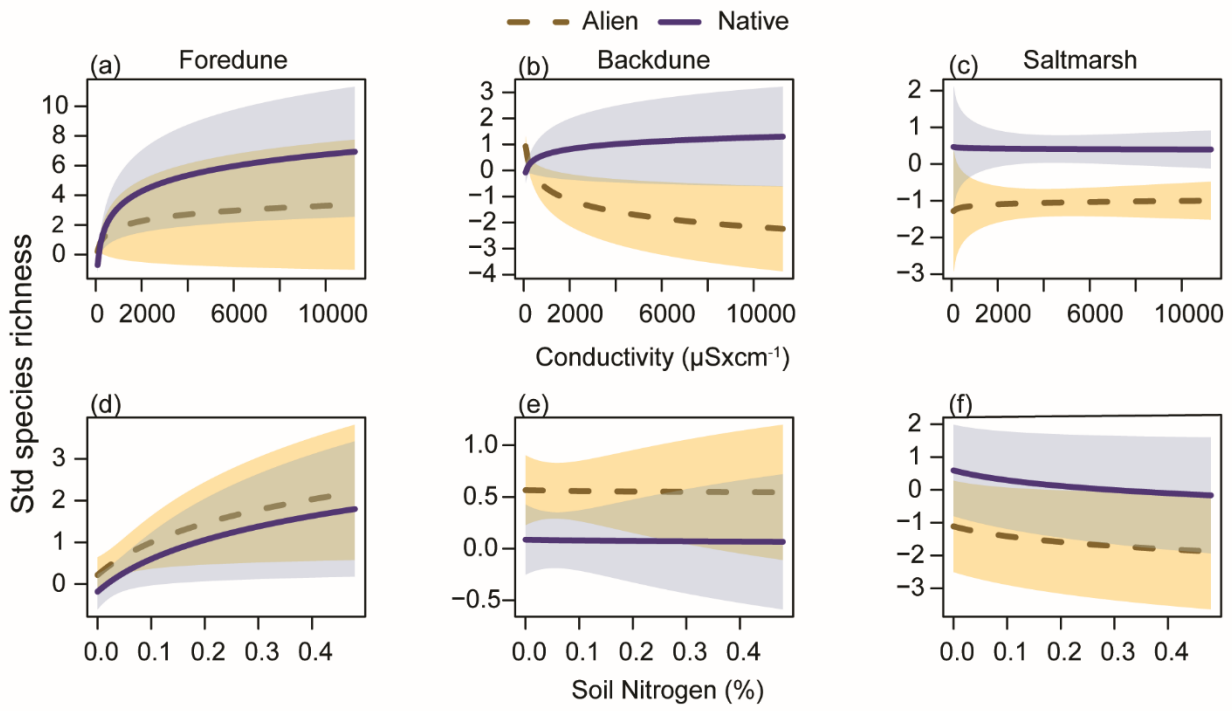 Alien Native
(a) Foredune (b) Backdune (c) Saltmarsh
Std species richness
10
8
6
4
2
0
0 2000 6000 10000
3
2
1
0
−1
−2
−3
−4
0 2000 6000 10000
2
1
0
−1
−2
−3
0 2000 6000 10000
Conductivity (µSxcm⁻¹)
(d) (e) (f)
3
2
1
0
0.0 0.1 0.2 0.3 0.4
1.0
0.5
0.0
−0.5
0.0 0.1 0.2 0.3 0.4
2
1
0
−1
−2
−3
0.0 0.1 0.2 0.3 0.4
Soil Nitrogen (%)